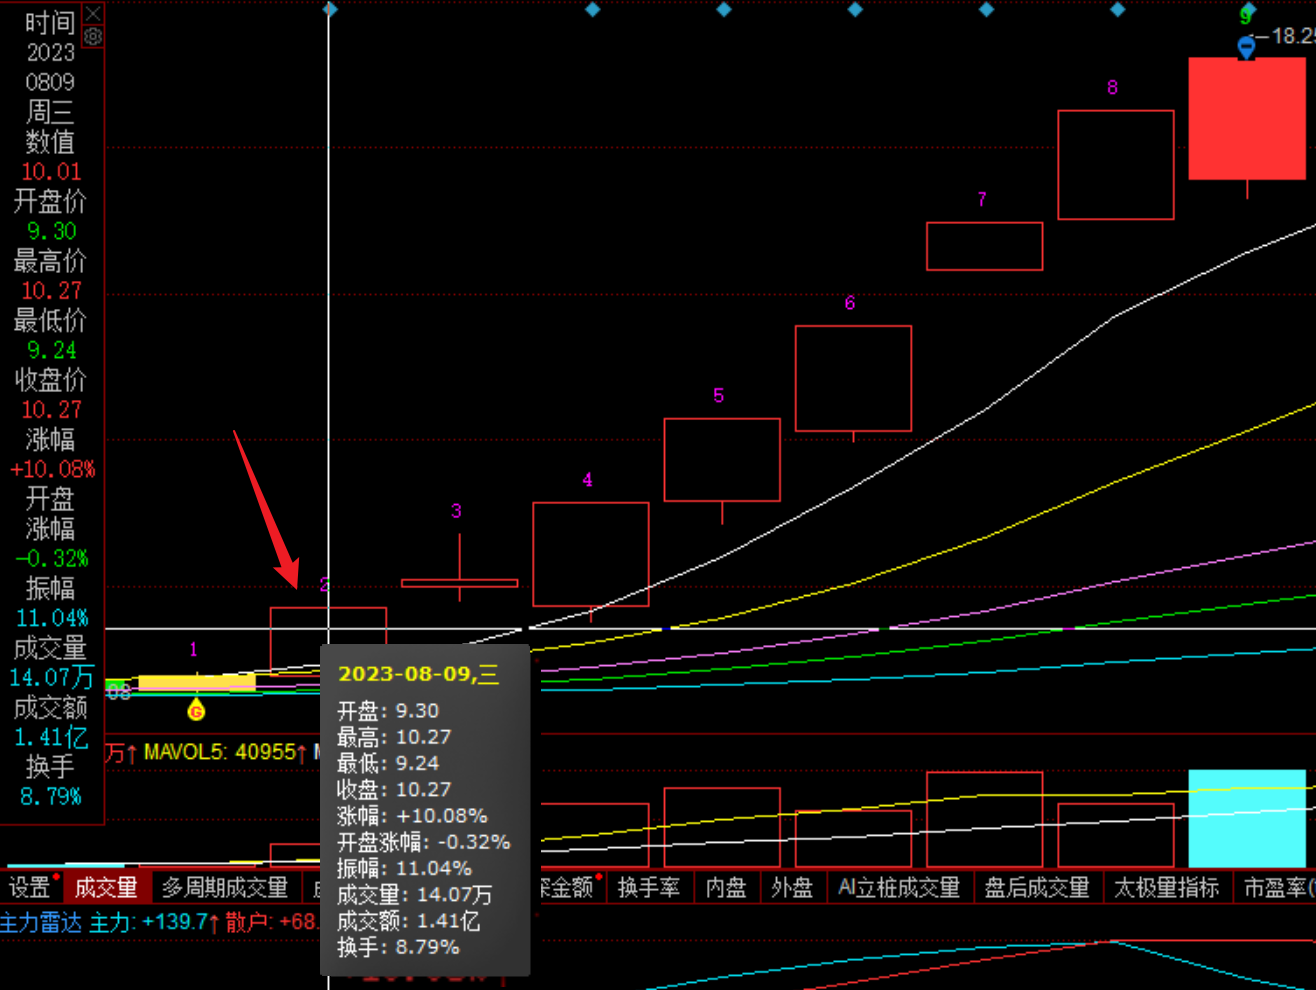 时间
2023
0809
周三
数值
10.01
开盘价
9.30
最高价
10.27
最低价
9.24
收盘价
10.27
涨幅
+10.08%
开盘
涨幅
-0.32%
振幅
11.04%
成交量
14.07万
成交额
1.41亿
换手
8.79%
9
18.25
8
7
6
5
4
3
2
1
08
G
2023-08-09,三
开盘: 9.30
最高: 10.27
最低: 9.24
收盘: 10.27
涨幅: +10.08%
开盘涨幅: -0.32%
振幅: 11.04%
成交量: 14.07万
成交额: 1.41亿
换手: 8.79%
万↑ MAVOL5: 40955↑
设置 成交量 多周期成交量 金额 换手率 内盘 外盘 AI立桩成交量 盘后成交量 太极量指标 市盈率(
主力雷达 主力: +139.7↑ 散户: +68.